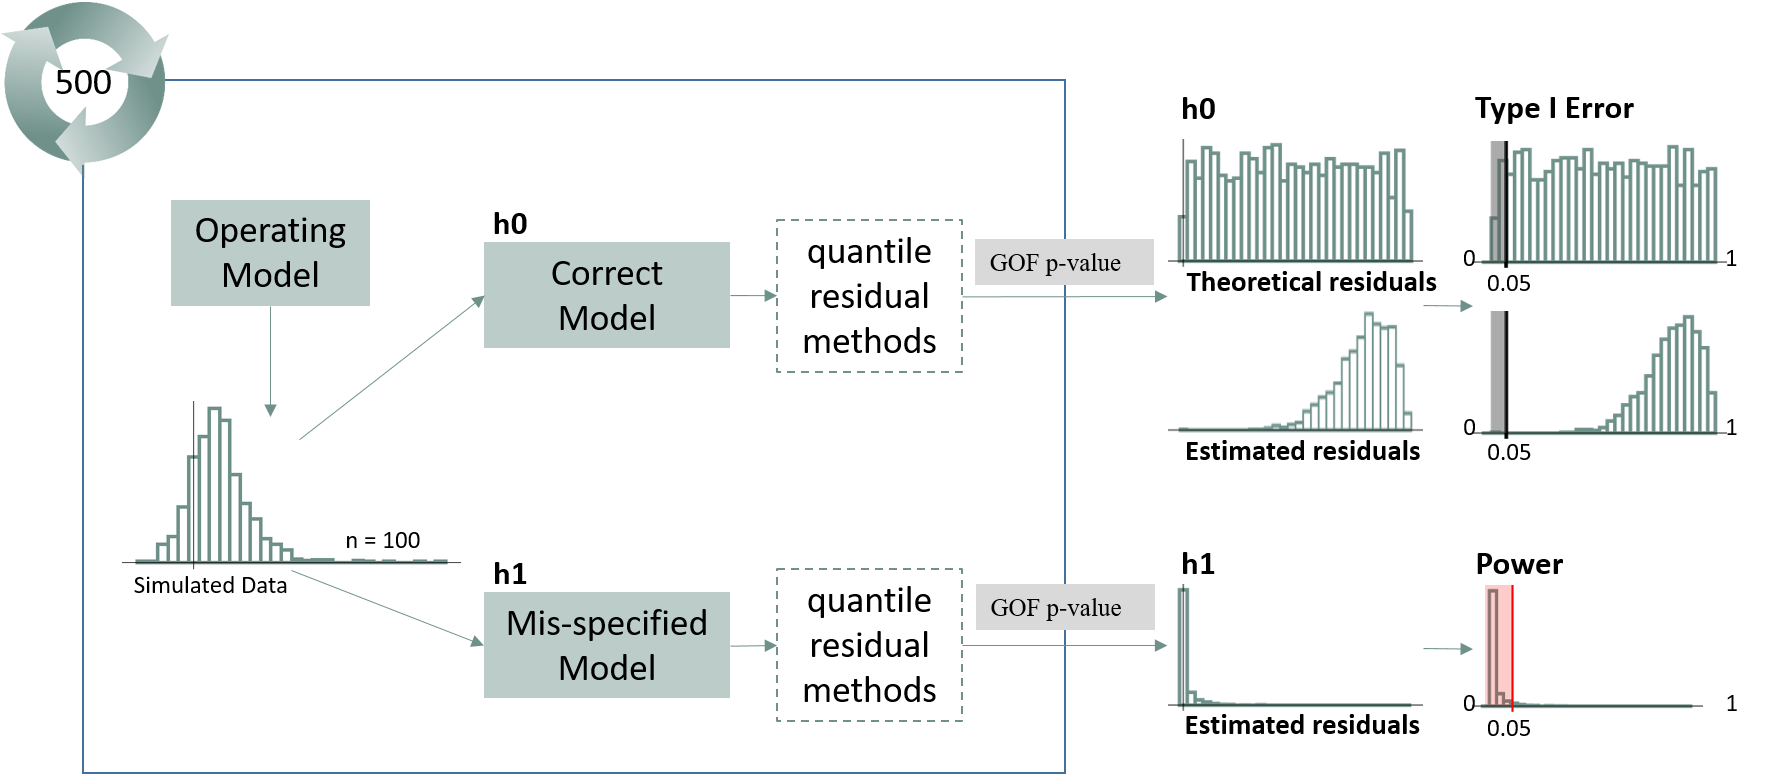 500
Operating
Model
Simulated Data
n = 100
h0
Correct
Model
quantile
residual
methods
GOF p-value
h0
Theoretical residuals
Estimated residuals
Type I Error
0
1
0.05
0
1
0.05
h1
Mis-specified
Model
quantile
residual
methods
GOF p-value
h1
Estimated residuals
Power
0
1
0.05